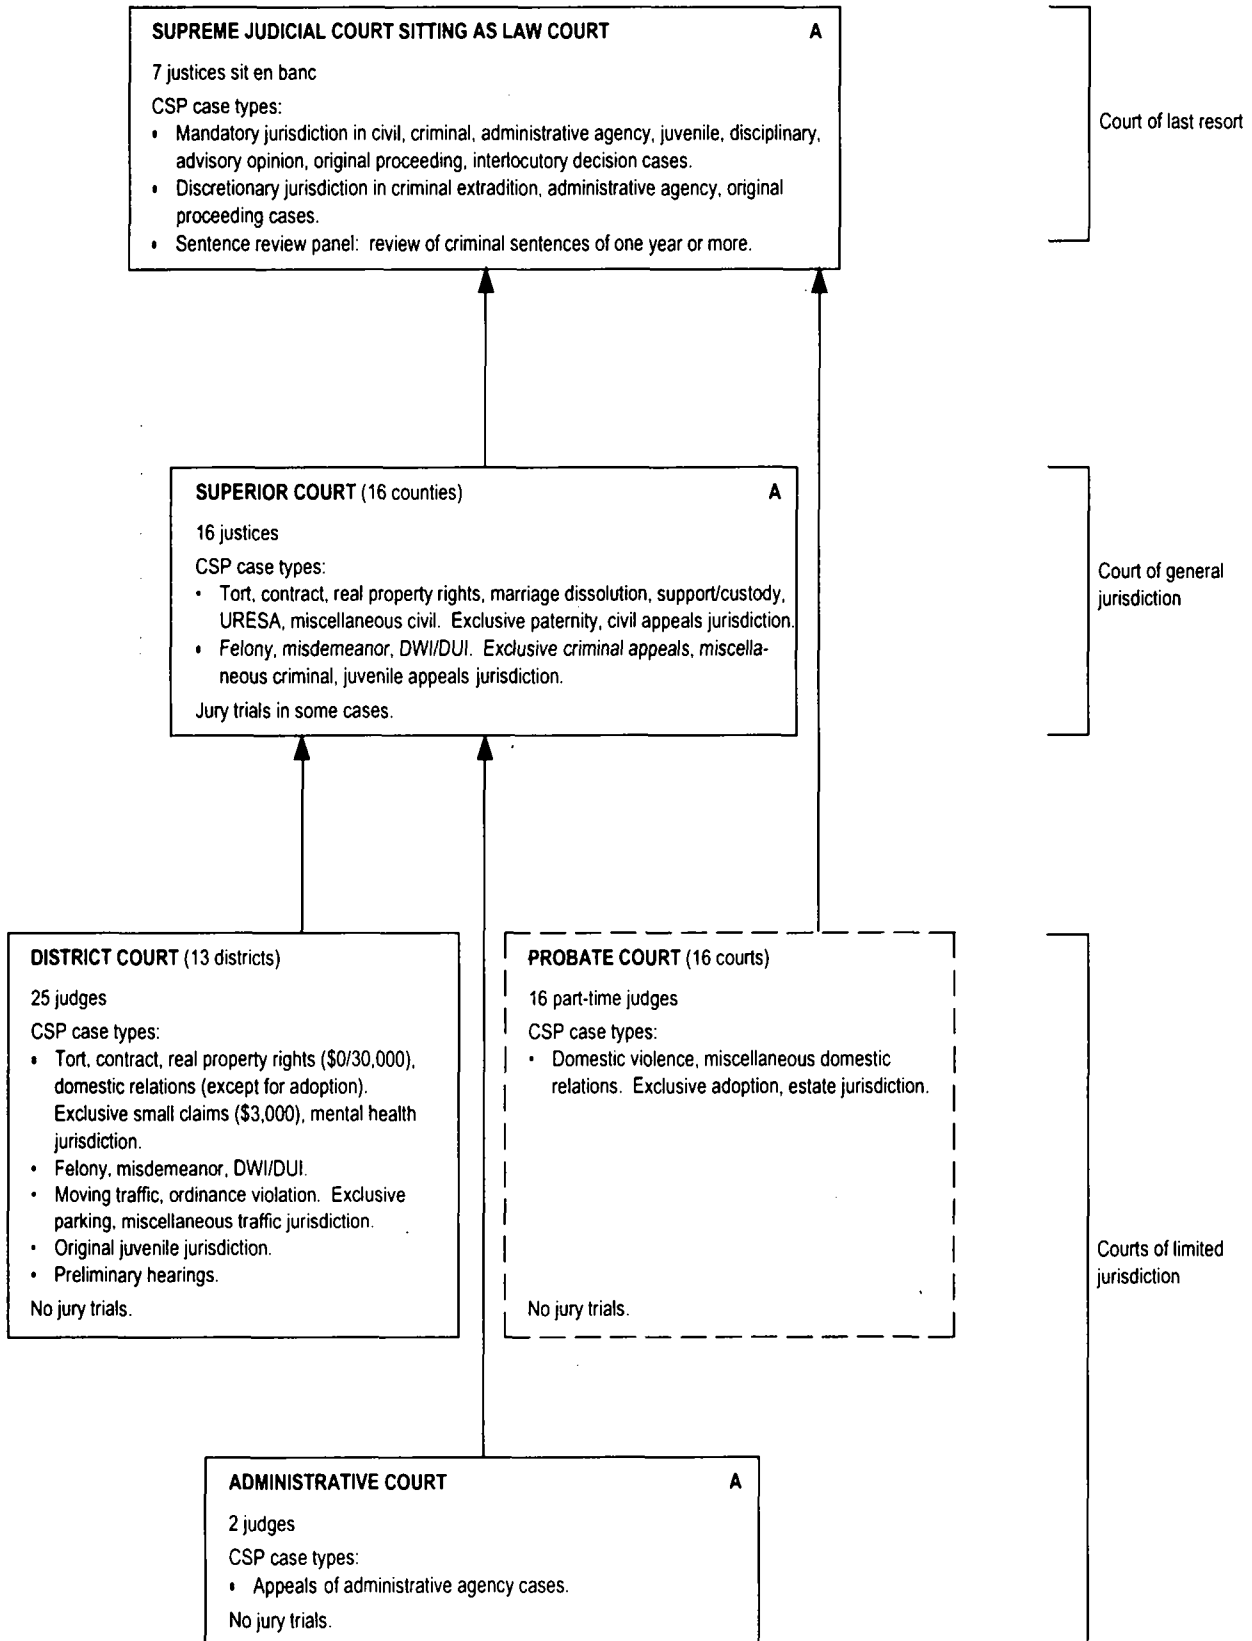 SUPREME JUDICIAL COURT SITTING AS LAW COURT A
7 justices sit en banc
CSP case types:
• Mandatory jurisdiction in civil, criminal, administrative agency, juvenile, disciplinary,
advisory opinion, original proceeding, interlocutory decision cases.
• Discretionary jurisdiction in criminal extradition, administrative agency, original
proceeding cases.
• Sentence review panel: review of criminal sentences of one year or more.
Court of last resort
SUPERIOR COURT (16 counties) A
16 justices
CSP case types:
• Tort, contract, real property rights, marriage dissolution, support/custody,
URESA, miscellaneous civil. Exclusive paternity, civil appeals jurisdiction.
• Felony, misdemeanor, DWI/DUI. Exclusive criminal appeals, miscella-
neous criminal, juvenile appeals jurisdiction.
Jury trials in some cases.
Court of general
jurisdiction
DISTRICT COURT (13 districts)
25 judges
CSP case types:
• Tort, contract, real property rights ($0/30,000),
domestic relations (except for adoption).
Exclusive small claims ($3,000), mental health
jurisdiction.
• Felony, misdemeanor, DWI/DUI.
• Moving traffic, ordinance violation. Exclusive
parking, miscellaneous traffic jurisdiction.
• Original juvenile jurisdiction.
• Preliminary hearings.
No jury trials.
PROBATE COURT (16 courts)
16 part-time judges
CSP case types:
• Domestic violence, miscellaneous domestic
relations. Exclusive adoption, estate jurisdiction.
No jury trials.
Courts of limited
jurisdiction
ADMINISTRATIVE COURT A
2 judges
CSP case types:
• Appeals of administrative agency cases.
No jury trials.